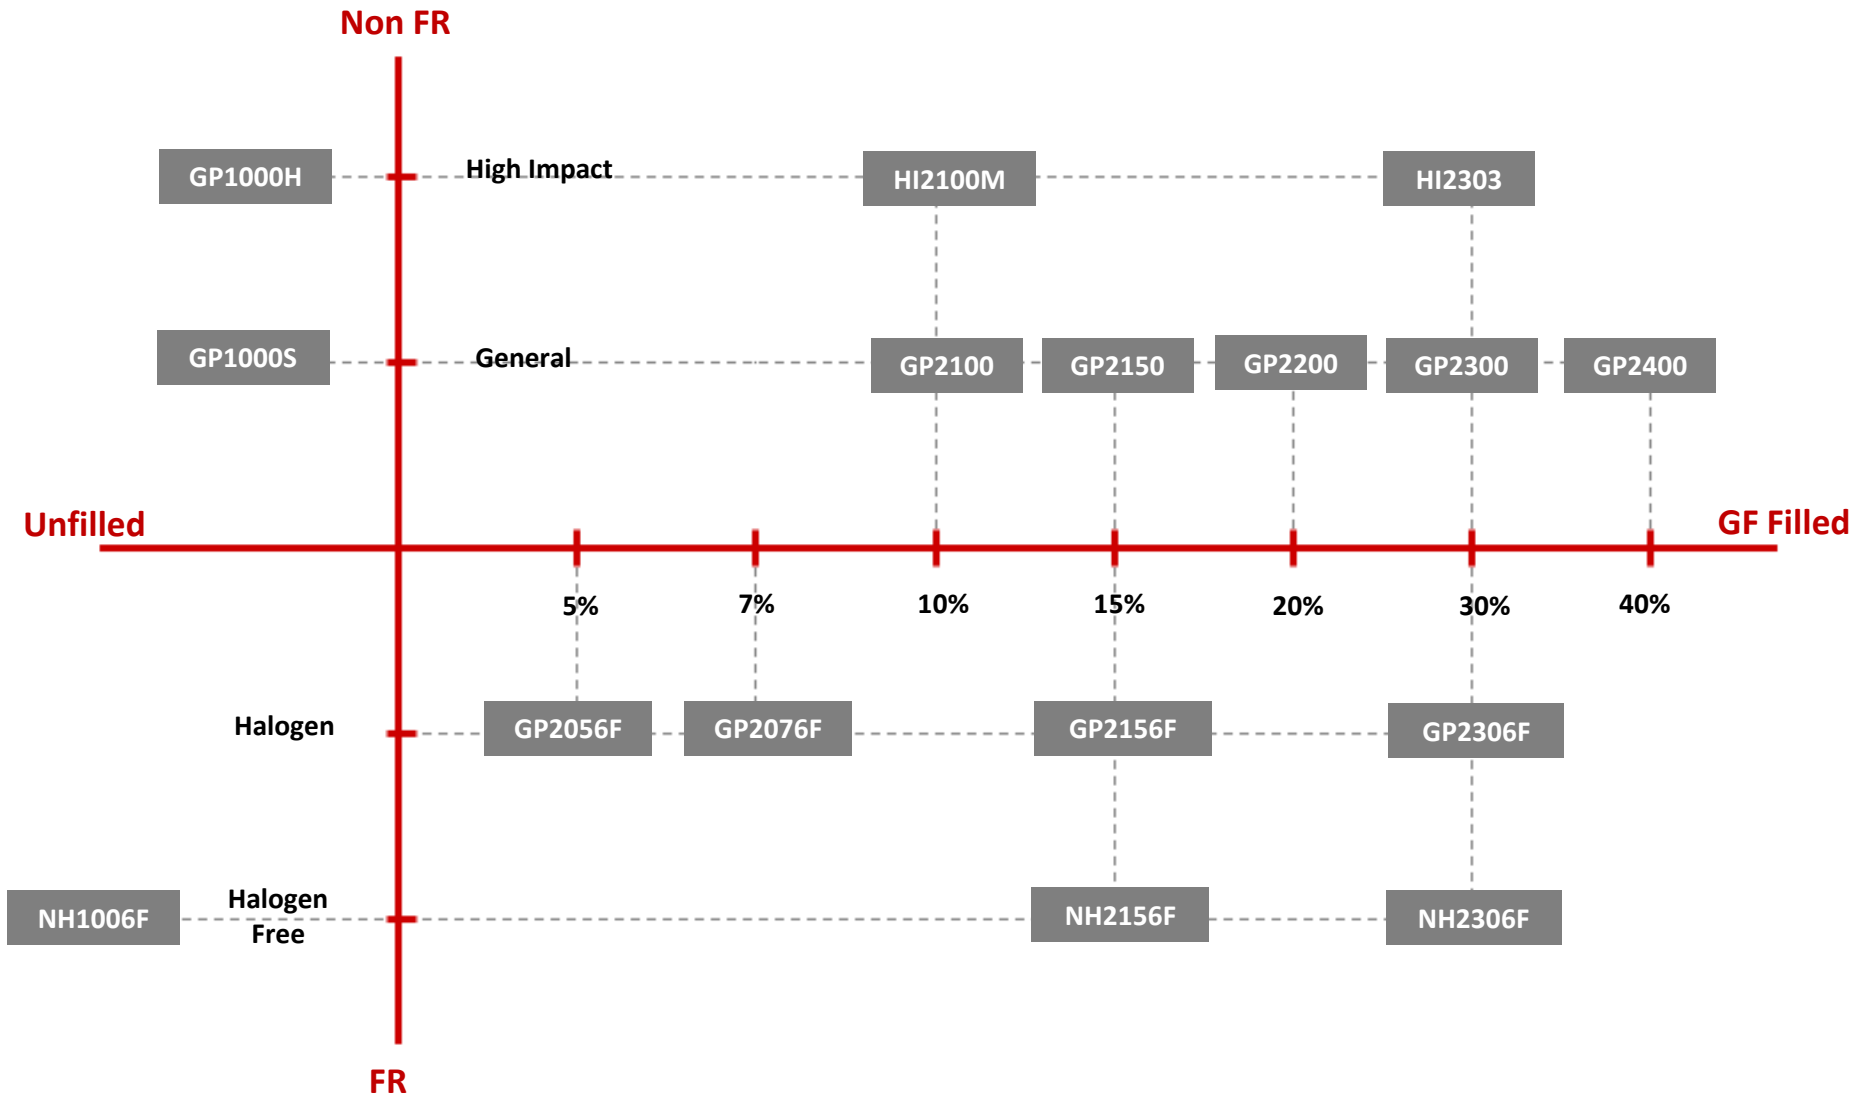 Non FR
GP1000H
High Impact
HI2100M
HI2303
GP1000S
General
GP2100
GP2150
GP2200
GP2300
GP2400
Unfilled
GF Filled
5%
7%
10%
15%
20%
30%
40%
Halogen
GP2056F
GP2076F
GP2156F
GP2306F
NH1006F
Halogen
Free
NH2156F
NH2306F
FR